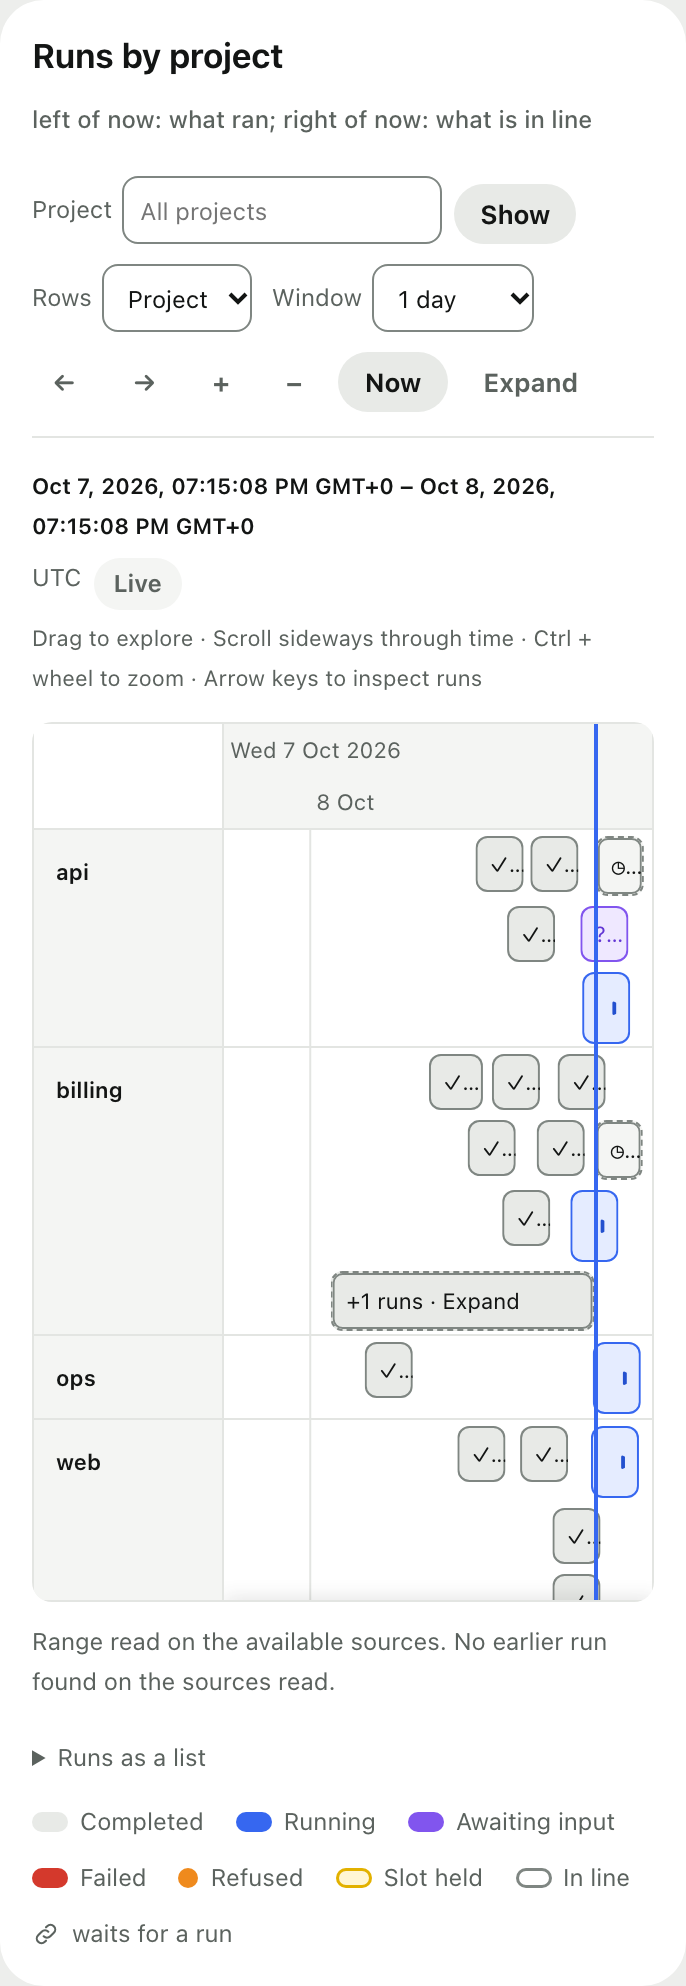 Runs by project
left of now: what ran; right of now: what is in line
Project All projects Show
Rows Project Window 1 day
← → + − Now Expand
Oct 7, 2026, 07:15:08 PM GMT+0 – Oct 8, 2026,
07:15:08 PM GMT+0
UTC Live
Drag to explore · Scroll sideways through time · Ctrl +
wheel to zoom · Arrow keys to inspect runs
Wed 7 Oct 2026
8 Oct
api
✓... ✓... ◷...
✓... ?...
billing
✓... ✓... ✓...
✓... ✓... ◷...
✓...
+1 runs · Expand
ops
✓...
web
✓... ✓...
✓...
Range read on the available sources. No earlier run
found on the sources read.
▶ Runs as a list
Completed Running Awaiting input
Failed Refused Slot held In line
waits for a run